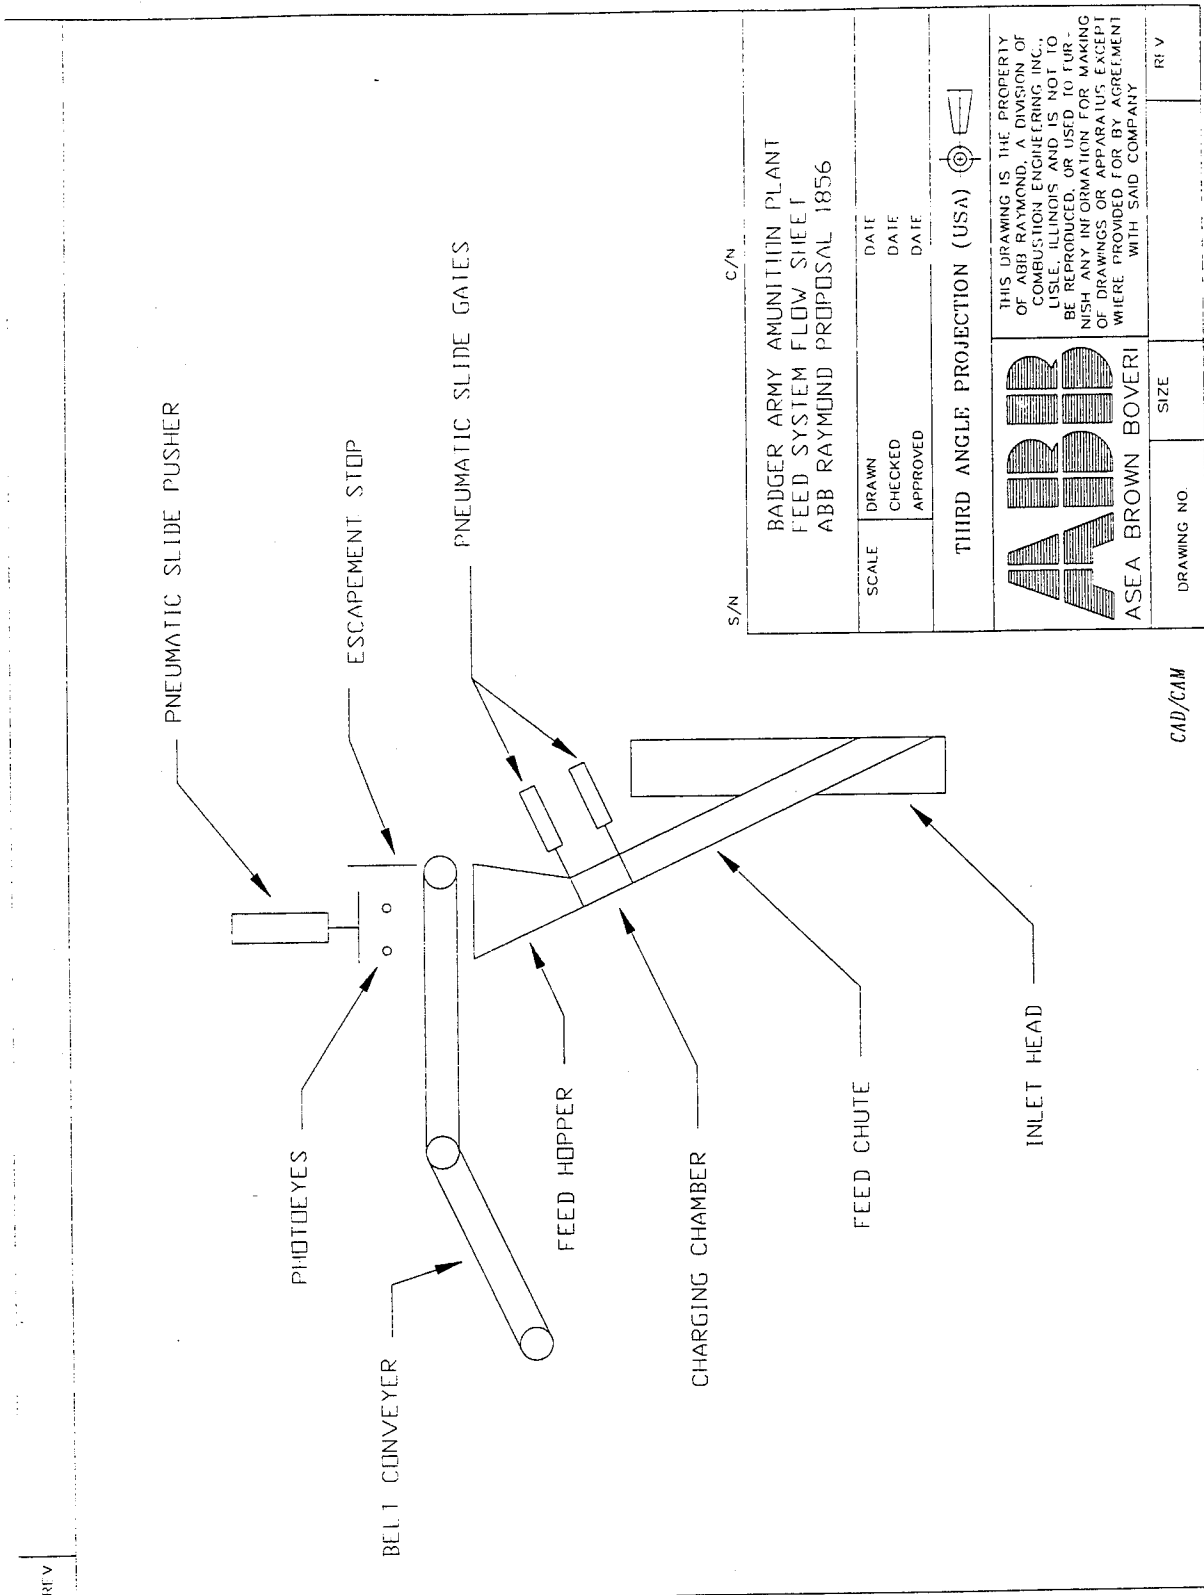 REV
PNEUMATIC SLIDE PUSHER
ESCAPEMENT STOP
PHOTOEYES
PNEUMATIC SLIDE GATES
BELT CONVEYER
FEED HOPPER
CHARGING CHAMBER
FEED CHUTE
INLET HEAD
S/N
C/N
BADGER ARMY AMUNITION PLANT
FEED SYSTEM FLOW SHEET
ABB RAYMOND PROPOSAL 1856
SCALE
DRAWN DATE
CHECKED DATE
APPROVED DATE
THIRD ANGLE PROJECTION (USA)
ABB
ASEA BROWN BOVERI
THIS DRAWING IS THE PROPERTY
OF ABB RAYMOND, A DIVISION OF
COMBUSTION ENGINEERING INC.,
LISLE, ILLINOIS AND IS NOT TO
BE REPRODUCED, OR USED TO FUR-
NISH ANY INFORMATION FOR MAKING
OF DRAWINGS OR APPARATUS EXCEPT
WHERE PROVIDED FOR BY AGREEMENT
WITH SAID COMPANY
DRAWING NO.
SIZE
REV
CAD/CAM